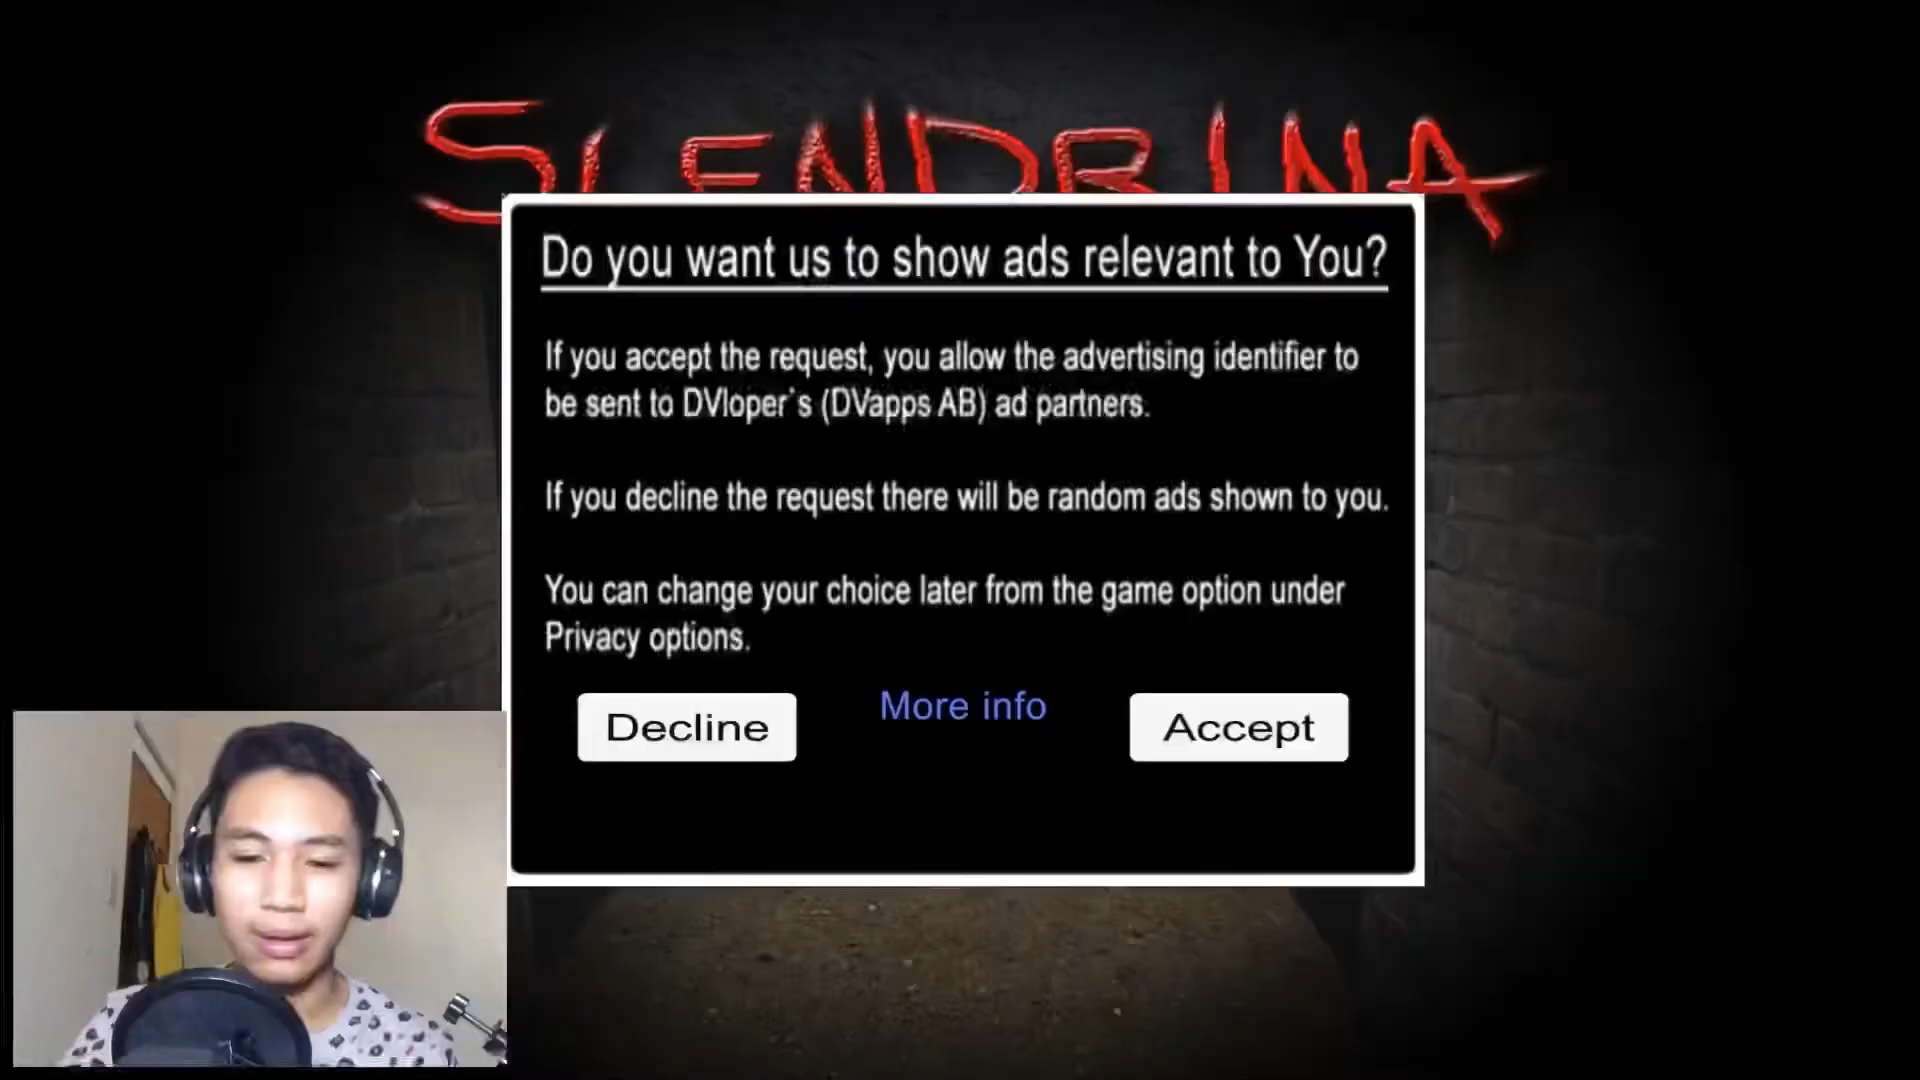 SLENDRINA
Do you want us to show ads relevant to You?
If you accept the request, you allow the advertising identifier to
be sent to DVloper`s (DVapps AB) ad partners.
If you decline the request there will be random ads shown to you.
You can change your choice later from the game option under
Privacy options.
Decline
More info
Accept